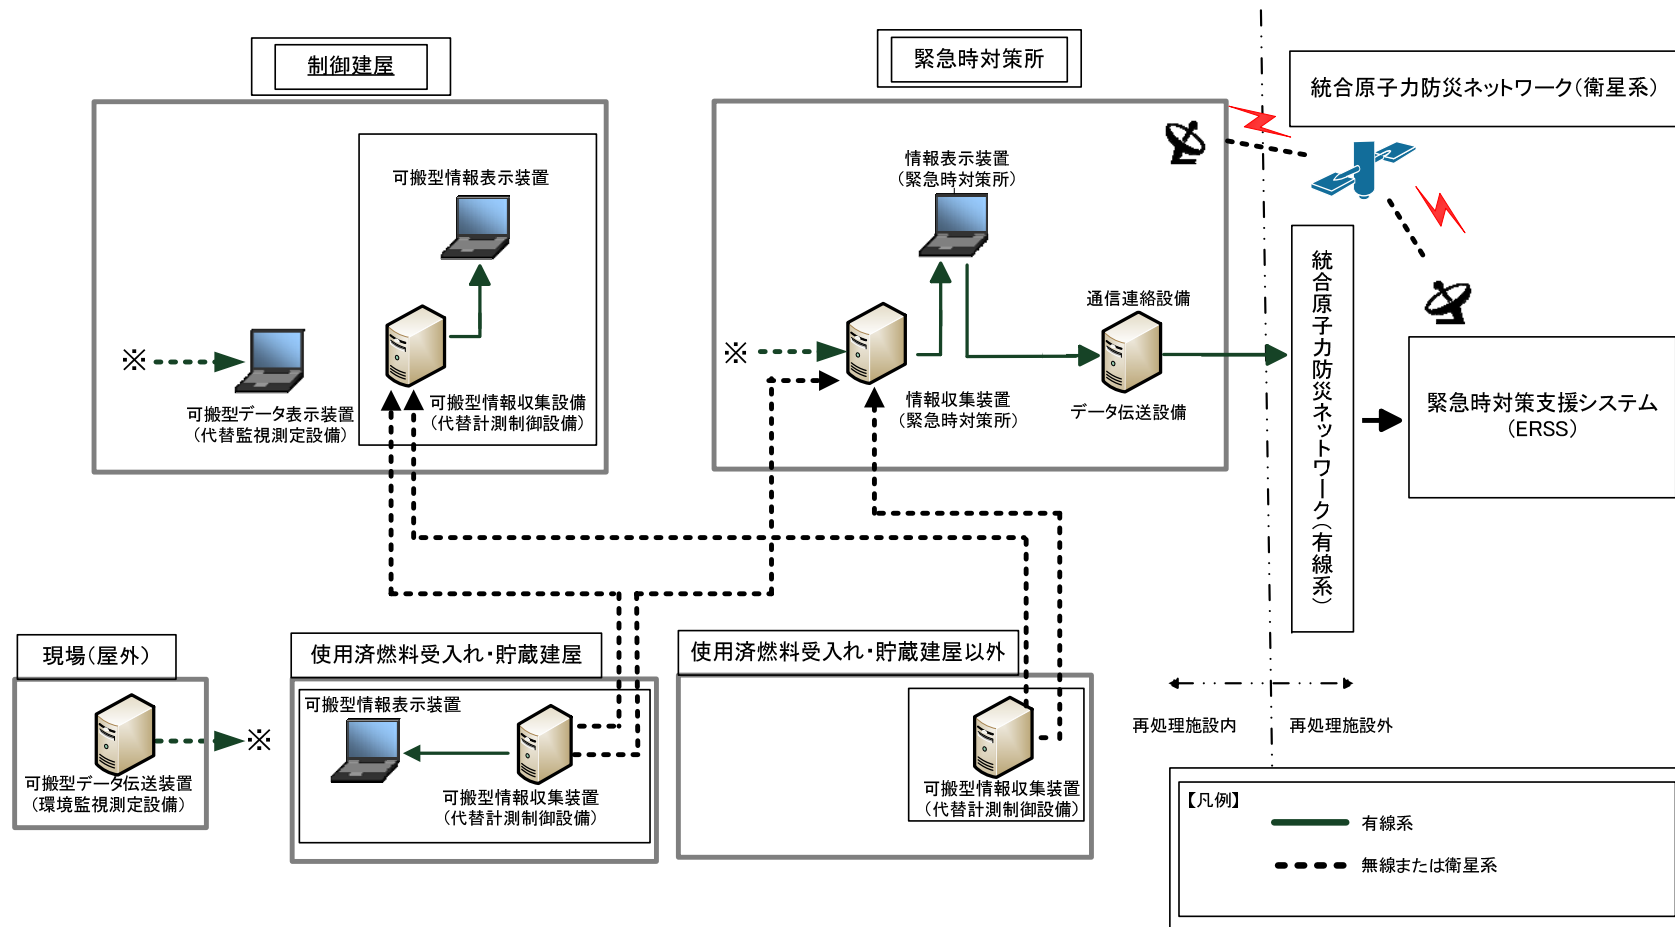 制御建屋
可搬型情報表示装置
※
可搬型データ表示装置
(代替監視測定設備)
可搬型情報収集設備
(代替計測制御設備)
緊急時対策所
情報表示装置
(緊急時対策所)
※
情報収集装置
(緊急時対策所)
通信連絡設備
データ伝送設備
統合原子力防災ネットワーク(衛星系)
統合原子力防災ネットワーク(有線系)
緊急時対策支援システム
(ERSS)
現場(屋外)
可搬型データ伝送装置
(環境監視測定設備)
※
使用済燃料受入れ・貯蔵建屋
可搬型情報表示装置
可搬型情報収集装置
(代替計測制御設備)
使用済燃料受入れ・貯蔵建屋以外
可搬型情報収集装置
(代替計測制御設備)
再処理施設内
再処理施設外
【凡例】
有線系
無線または衛星系